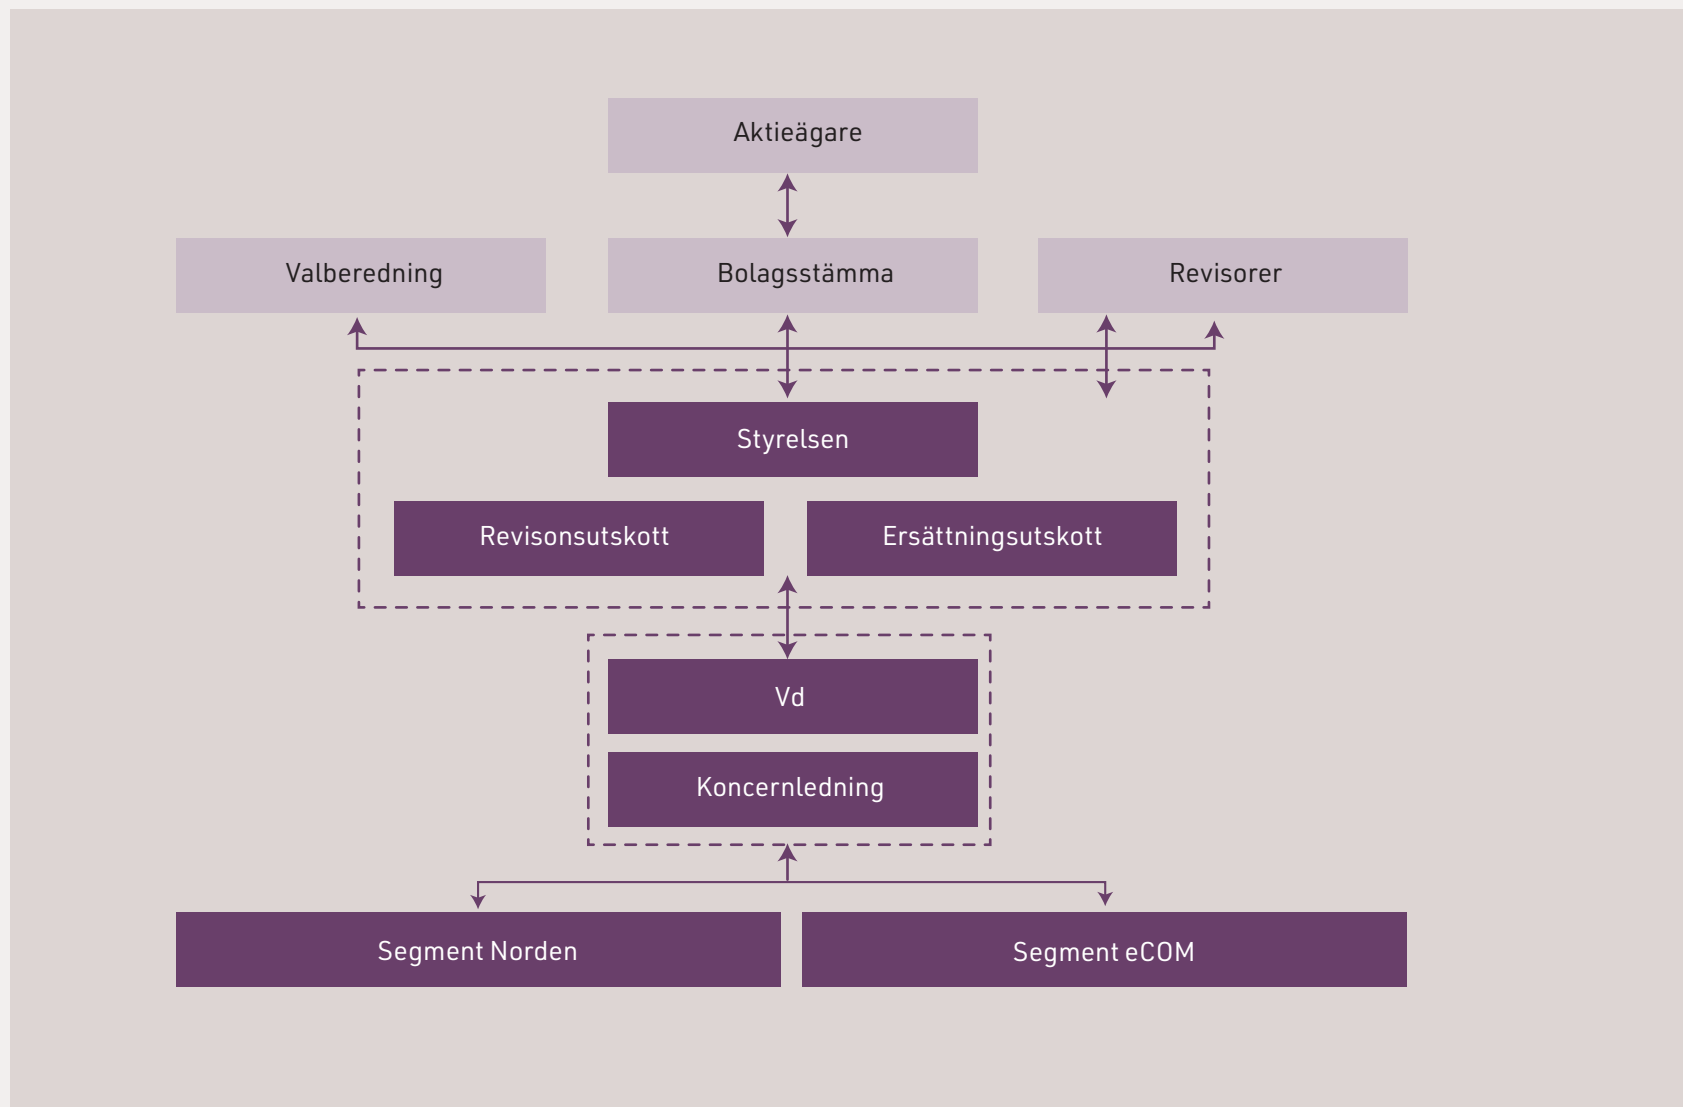 Aktieägare
Valberedning
Bolagsstämma
Revisorer
Styrelsen
Revisonsutskott
Ersättningsutskott
Vd
Koncernledning
Segment Norden
Segment eCOM